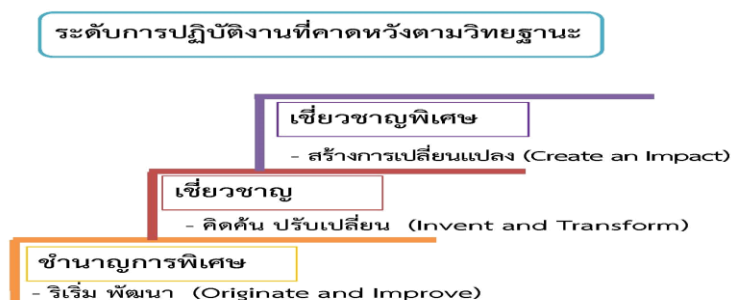 ระดับการปฏิบัติงานที่คาดหวังตามวิทยฐานะ
เชี่ยวชาญพิเศษ
- สร้างการเปลี่ยนแปลง (Create an Impact)
เชี่ยวชาญ
- คิดค้น ปรับเปลี่ยน (Invent and Transform)
ชำนาญการพิเศษ
- ริเริ่ม พัฒนา (Originate and Improve)